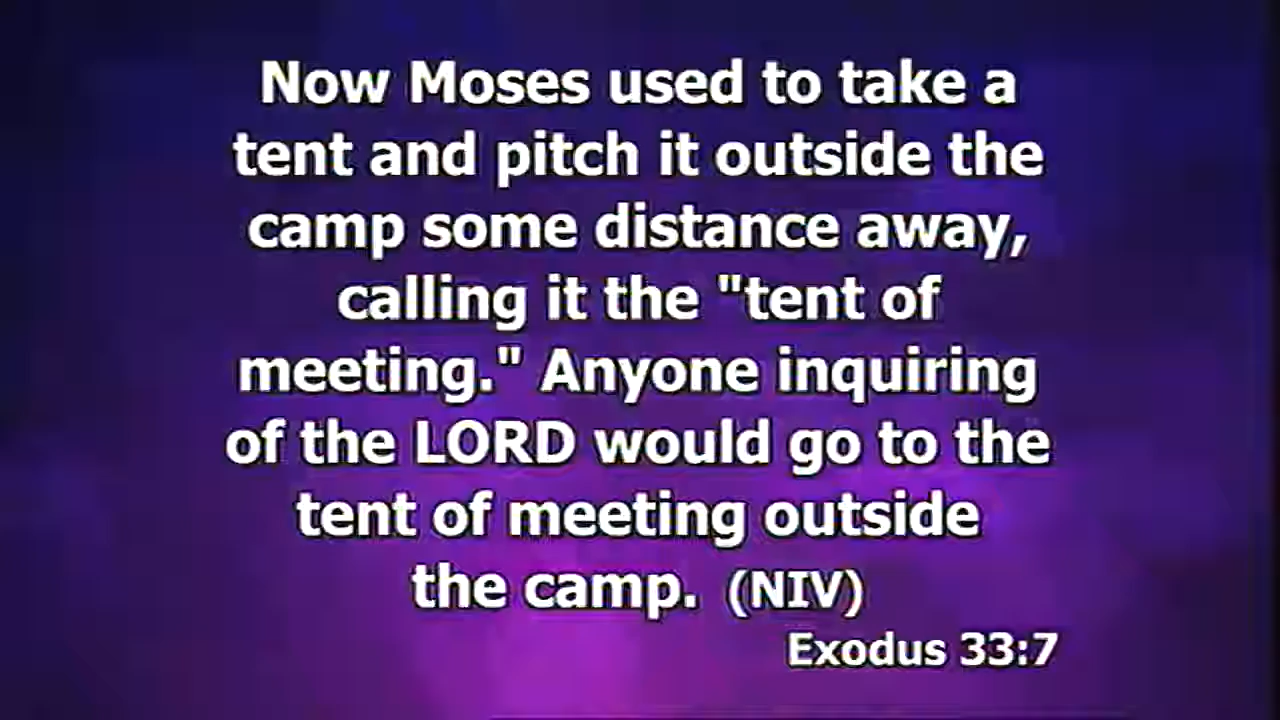 Now Moses used to take a
tent and pitch it outside the
camp some distance away,
calling it the "tent of
meeting." Anyone inquiring
of the LORD would go to the
tent of meeting outside
the camp. (NIV)
Exodus 33:7